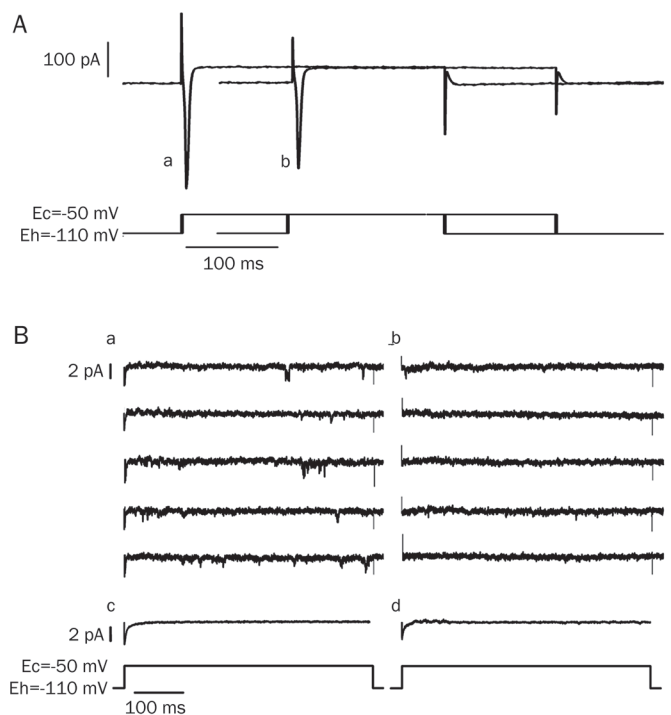 A
100 pA
a
b
Ec=-50 mV
Eh=-110 mV
100 ms
B
a
b
2 pA
c
d
2 pA
Ec=-50 mV
Eh=-110 mV
100 ms